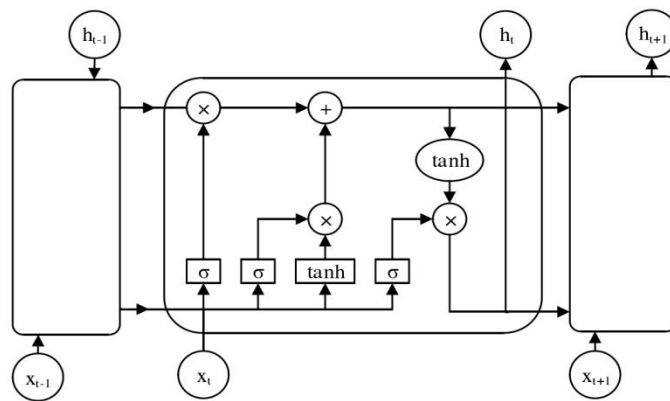 h_{t-1} h_t h_{t+1}
× +
tanh
× ×
σ σ tanh σ
x_{t-1} x_t x_{t+1}